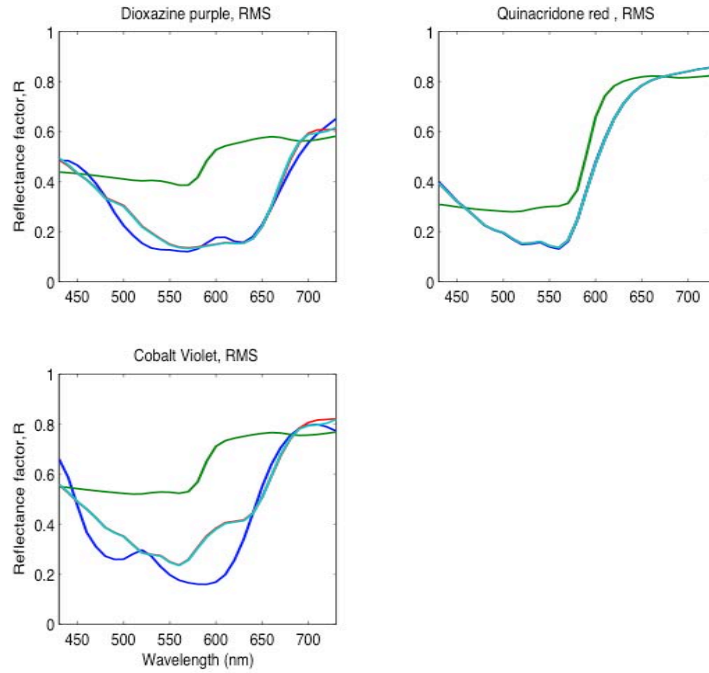 Dioxazine purple, RMS
Reflectance factor,R
1
0.8
0.6
0.4
0.2
0
450 500 550 600 650 700
Quinacridone red , RMS
1
0.8
0.6
0.4
0.2
0
450 500 550 600 650 700
Cobalt Violet, RMS
Reflectance factor,R
1
0.8
0.6
0.4
0.2
0
450 500 550 600 650 700
Wavelength (nm)